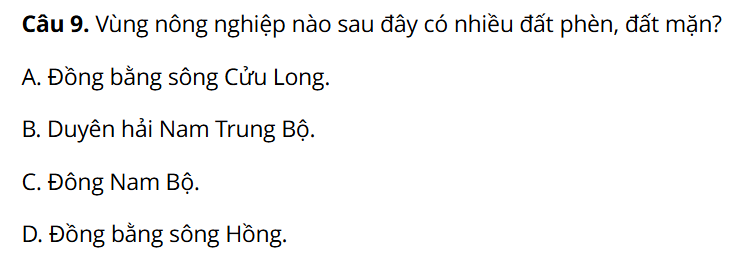 Câu 9. Vùng nông nghiệp nào sau đây có nhiều đất phèn, đất mặn?
A. Đồng bằng sông Cửu Long.
B. Duyên hải Nam Trung Bộ.
C. Đông Nam Bộ.
D. Đồng bằng sông Hồng.